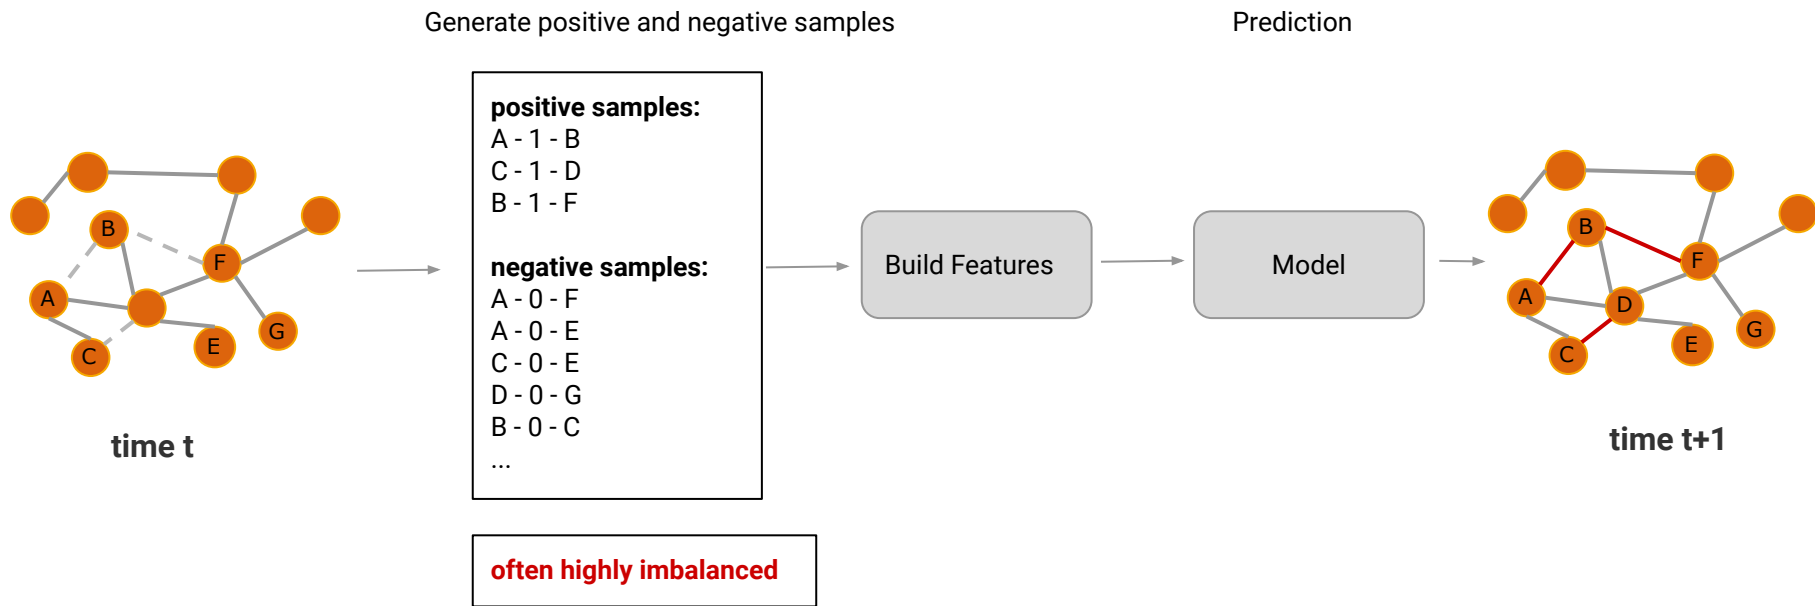 Generate positive and negative samples
Prediction
positive samples:
A - 1 - B
C - 1 - D
B - 1 - F
negative samples:
A - 0 - F
A - 0 - E
C - 0 - E
D - 0 - G
B - 0 - C
...
often highly imbalanced
B
F
A
G
E
C
time t
Build Features
Model
B
F
A
D
G
E
C
time t+1